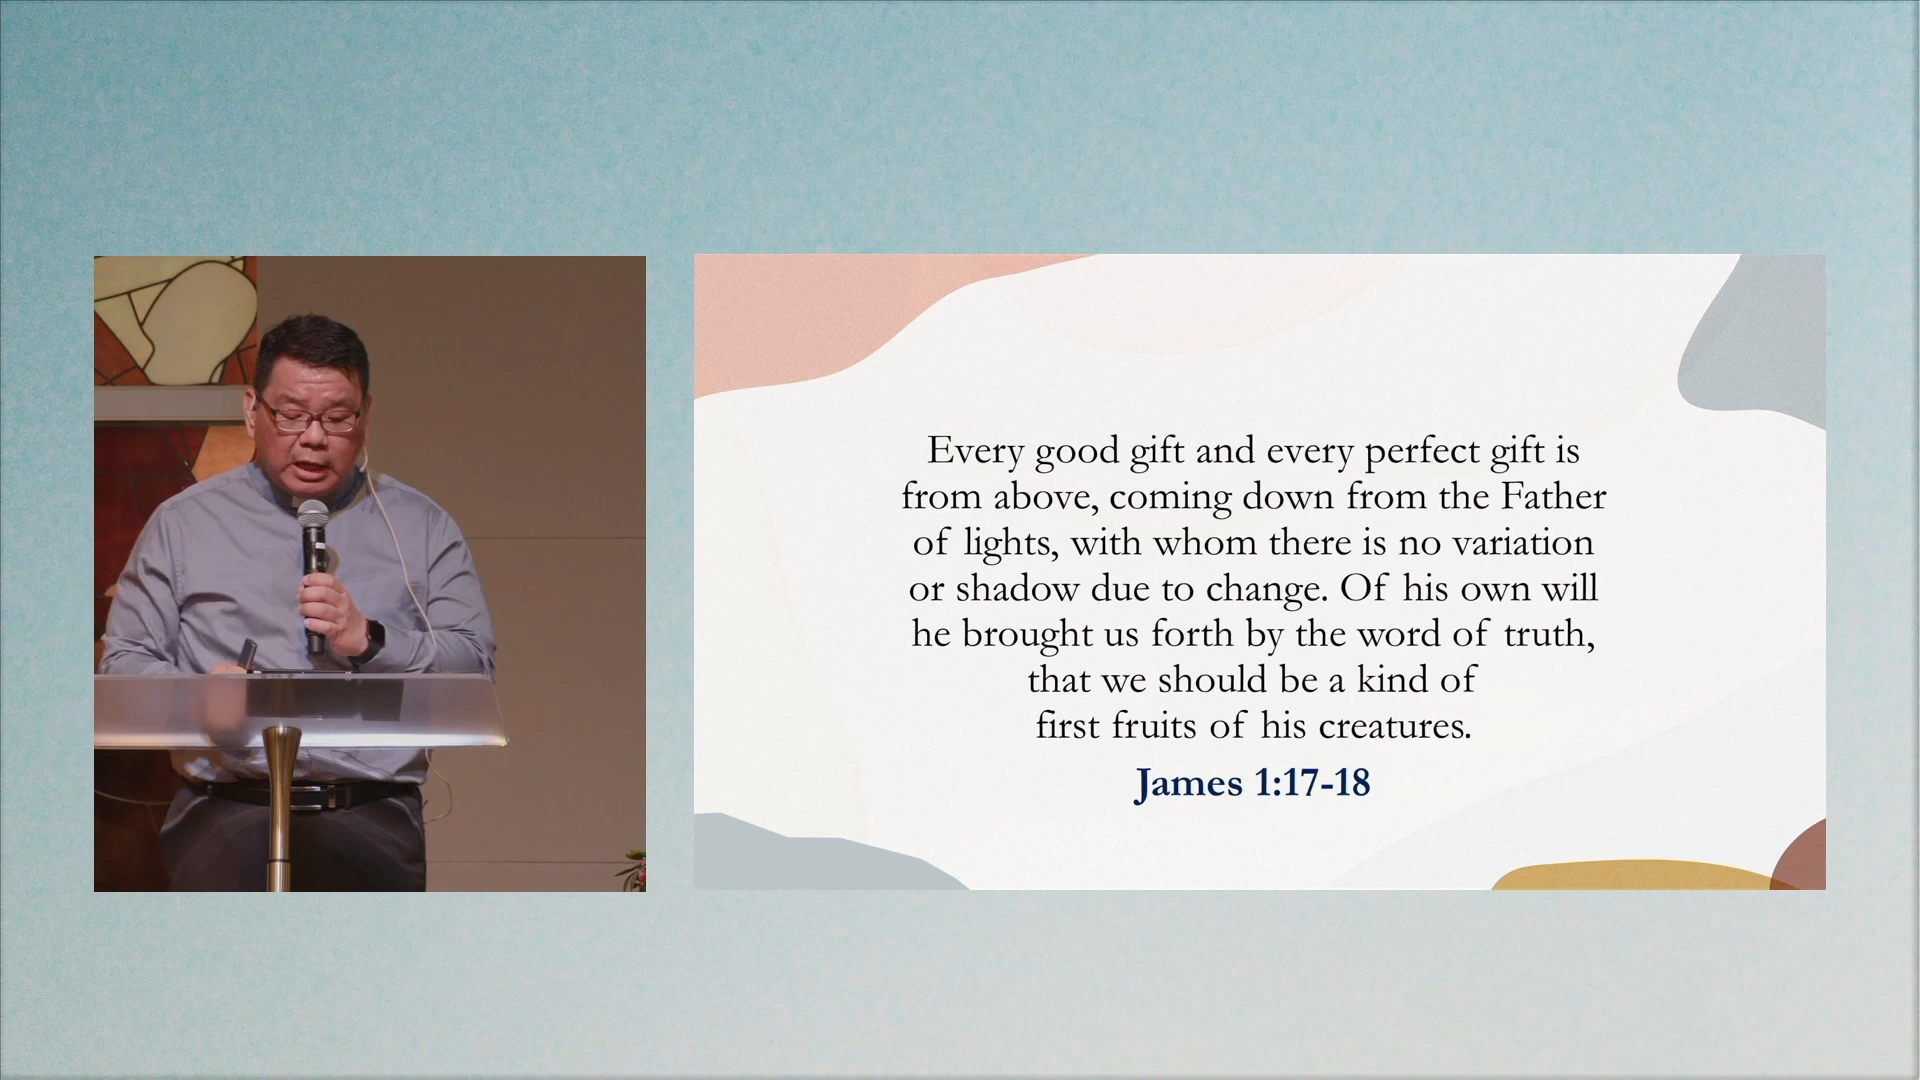 Every good gift and every perfect gift is
from above, coming down from the Father
of lights, with whom there is no variation
or shadow due to change. Of his own will
he brought us forth by the word of truth,
that we should be a kind of
first fruits of his creatures.
James 1:17-18